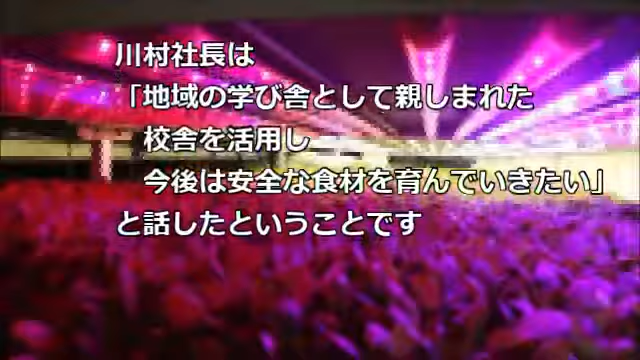 川村社長は
「地域の学び舎として親しまれた
校舎を活用し
今後は安全な食材を育んでいきたい」
と話したということです